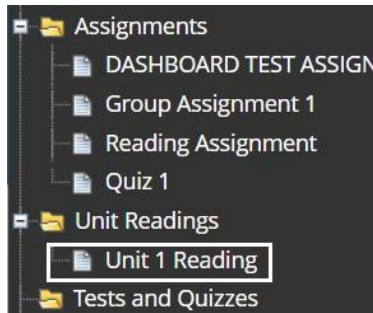 Assignments
DASHBOARD TEST ASSIGN
Group Assignment 1
Reading Assignment
Quiz 1
Unit Readings
Unit 1 Reading
Tests and Quizzes